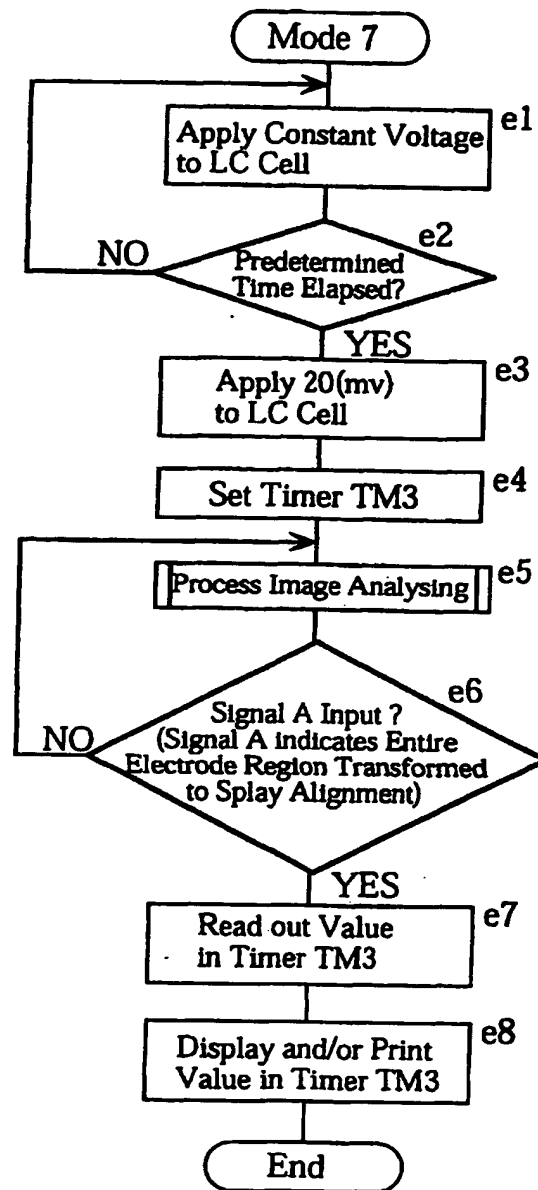 Mode 7
e1
Apply Constant Voltage
to LC Cell
e2
NO
Predetermined
Time Elapsed?
YES
e3
Apply 20(mv)
to LC Cell
e4
Set Timer TM3
e5
Process Image Analysing
e6
Signal A Input ?
(Signal A indicates Entire
NO
Electrode Region Transformed
to Splay Alignment)
YES
e7
Read out Value
in Timer TM3
e8
Display and/or Print
Value in Timer TM3
End